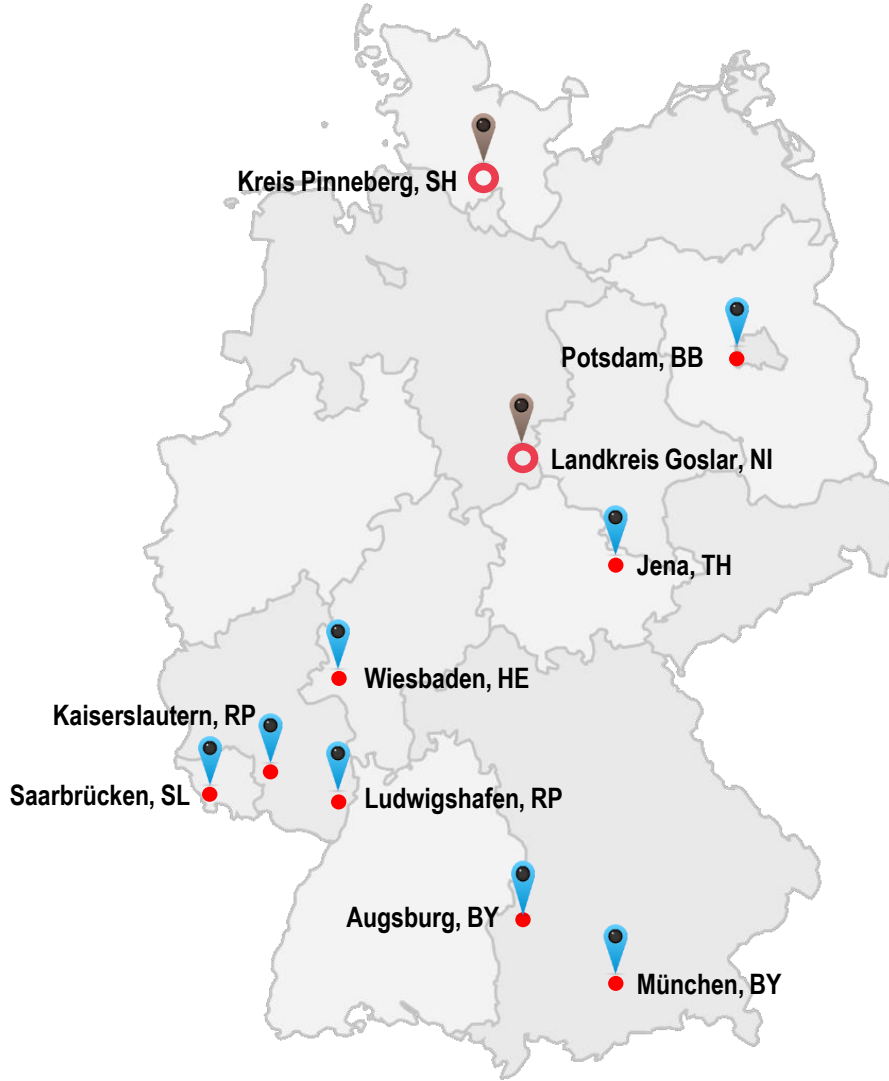 Kreis Pinneberg, SH
Potsdam, BB
Landkreis Goslar, NI
Jena, TH
Wiesbaden, HE
Kaiserslautern, RP
Saarbrücken, SL
Ludwigshafen, RP
Augsburg, BY
München, BY